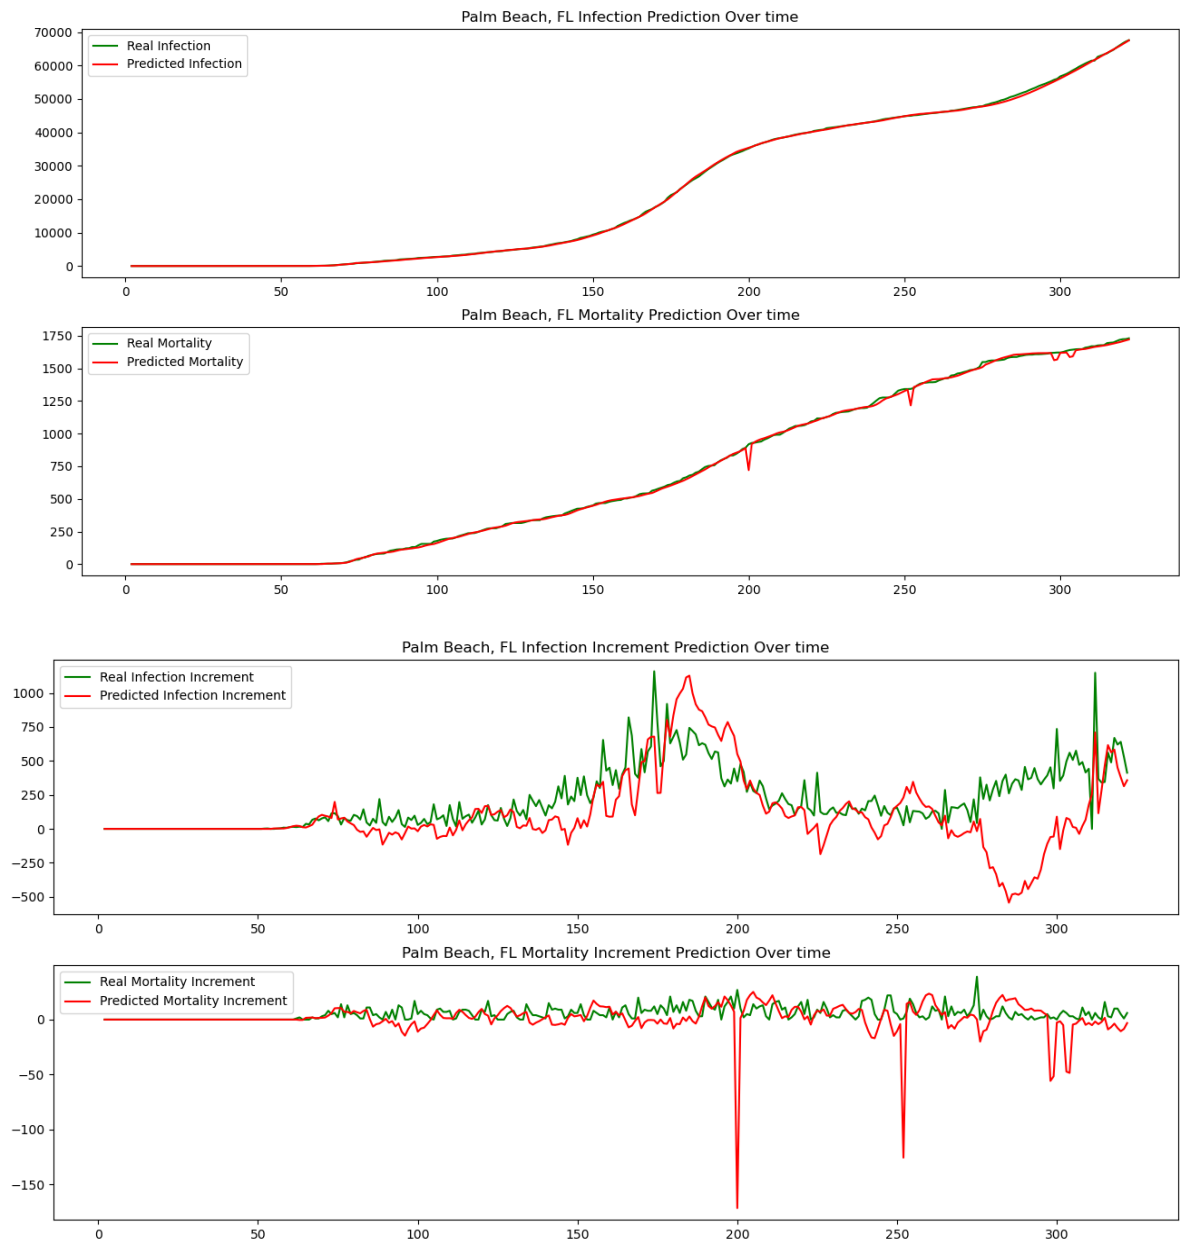 Palm Beach, FL Infection Prediction Over time
70000
60000
50000
40000
30000
20000
10000
0
Real Infection
Predicted Infection
0 50 100 150 200 250 300
Palm Beach, FL Mortality Prediction Over time
1750
1500
1250
1000
750
500
250
0
Real Mortality
Predicted Mortality
0 50 100 150 200 250 300
Palm Beach, FL Infection Increment Prediction Over time
1000
750
500
250
0
−250
−500
Real Infection Increment
Predicted Infection Increment
0 50 100 150 200 250 300
Palm Beach, FL Mortality Increment Prediction Over time
0
−50
−100
−150
Real Mortality Increment
Predicted Mortality Increment
0 50 100 150 200 250 300